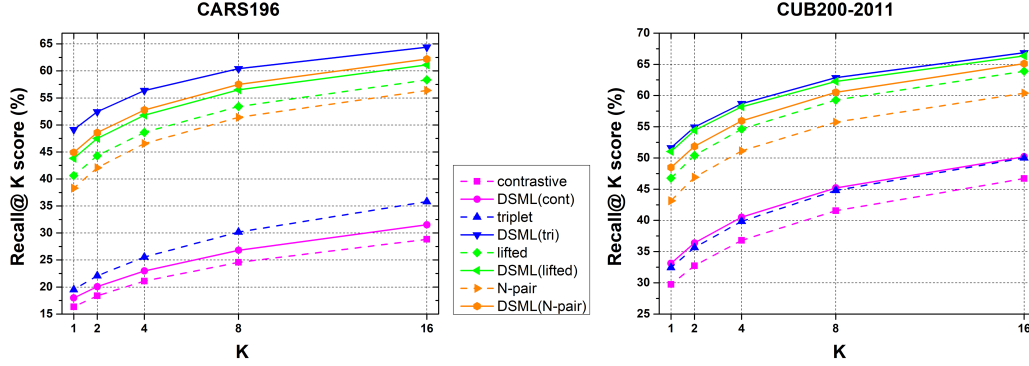 CARS196
65
60
55
50
45
40
35
30
25
20
15
1
2
4
8
16
Recall@ K score (%)
K
contrastive
DSML(cont)
triplet
DSML(tri)
lifted
DSML(lifted)
N-pair
DSML(N-pair)
CUB200-2011
70
65
60
55
50
45
40
35
30
25
1
2
4
8
16
Recall@ K score (%)
K